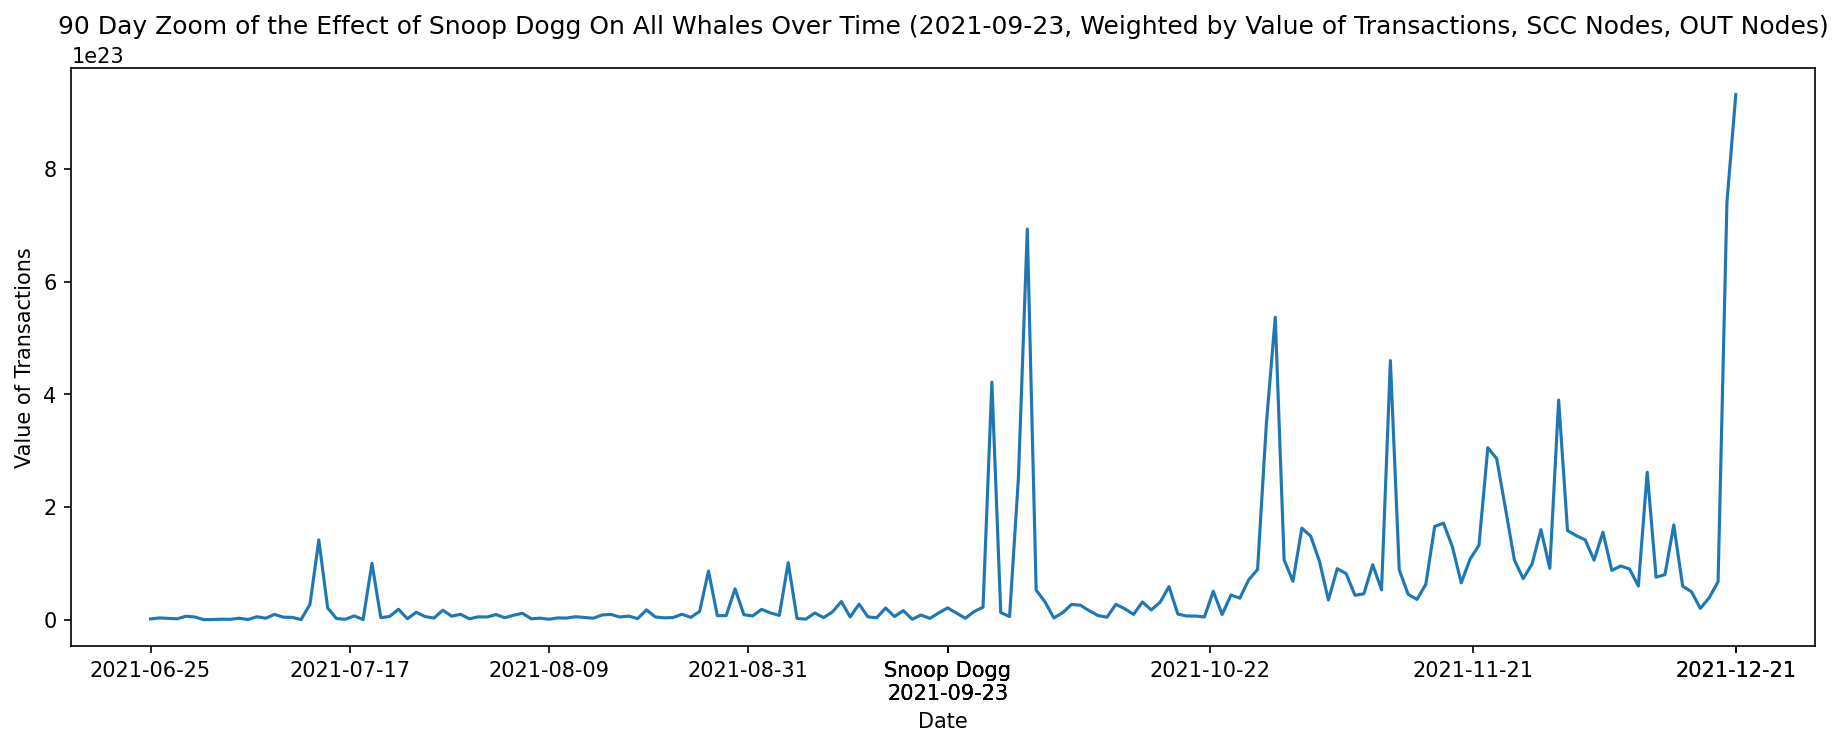 90 Day Zoom of the Effect of Snoop Dogg On All Whales Over Time (2021-09-23, Weighted by Value of Transactions, SCC Nodes, OUT Nodes)
1e23
8
6
4
2
0
Value of Transactions
2021-06-25 2021-07-17 2021-08-09 2021-08-31 Snoop Dogg 2021-10-22 2021-11-21 2021-12-21
2021-09-23
Date